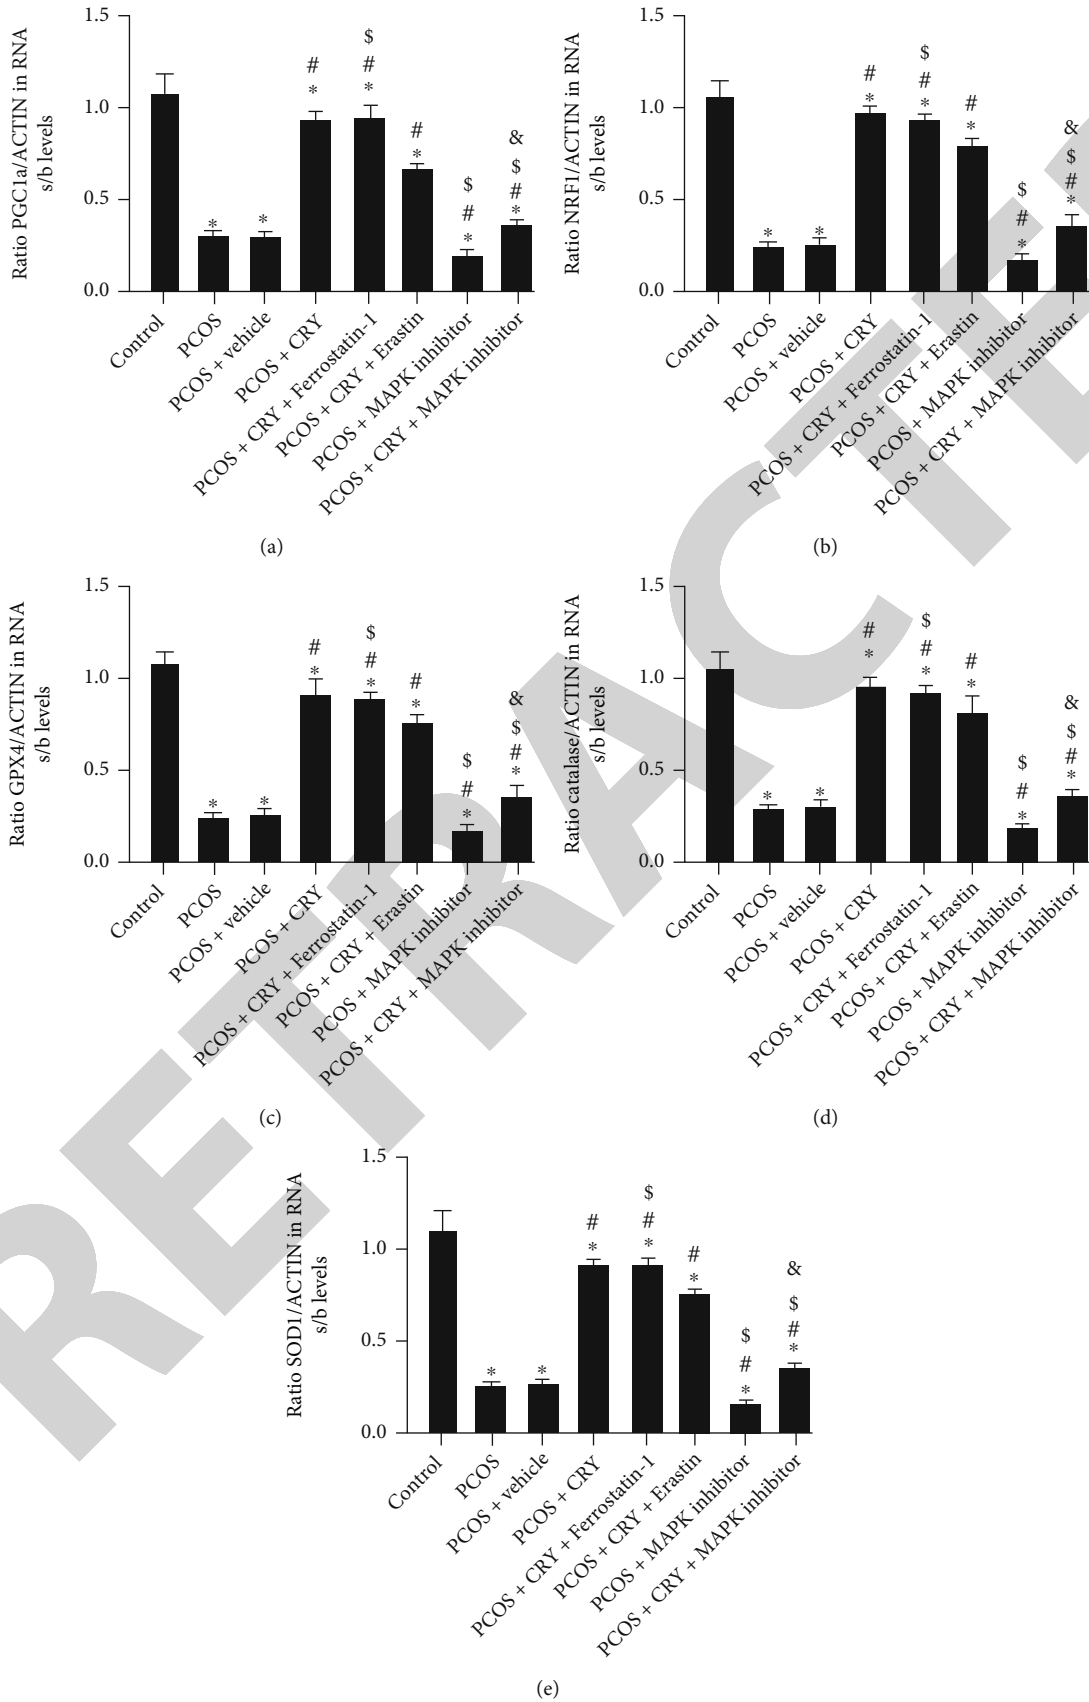 Ratio PGC1a/ACTIN in RNA
s/b levels
1.5
1.0
0.5
0.0
* * # * $ # * # * $ # * & $ # *
Control
PCOS
PCOS + vehicle
PCOS + CRY
PCOS + CRY + Ferrostatin-1
PCOS + CRY + Erastin
PCOS + MAPK inhibitor
PCOS + CRY + MAPK inhibitor
(a)
Ratio NRF1/ACTIN in RNA
s/b levels
1.5
1.0
0.5
0.0
* * # * $ # * # * $ # * & $ # *
Control
PCOS
PCOS + vehicle
PCOS + CRY
PCOS + CRY + Ferrostatin-1
PCOS + CRY + Erastin
PCOS + MAPK inhibitor
PCOS + CRY + MAPK inhibitor
(b)
Ratio GPX4/ACTIN in RNA
s/b levels
1.5
1.0
0.5
0.0
* * # * $ # * # * $ # * & $ # *
Control
PCOS
PCOS + vehicle
PCOS + CRY
PCOS + CRY + Ferrostatin-1
PCOS + CRY + Erastin
PCOS + MAPK inhibitor
PCOS + CRY + MAPK inhibitor
(c)
Ratio catalase/ACTIN in RNA
s/b levels
1.5
1.0
0.5
0.0
* * # * $ # * # * $ # * & $ # *
Control
PCOS
PCOS + vehicle
PCOS + CRY
PCOS + CRY + Ferrostatin-1
PCOS + CRY + Erastin
PCOS + MAPK inhibitor
PCOS + CRY + MAPK inhibitor
(d)
Ratio SOD1/ACTIN in RNA
s/b levels
1.5
1.0
0.5
0.0
* * # * $ # * # * $ # * & $ # *
Control
PCOS
PCOS + vehicle
PCOS + CRY
PCOS + CRY + Ferrostatin-1
PCOS + CRY + Erastin
PCOS + MAPK inhibitor
PCOS + CRY + MAPK inhibitor
(e)
RETRACTE